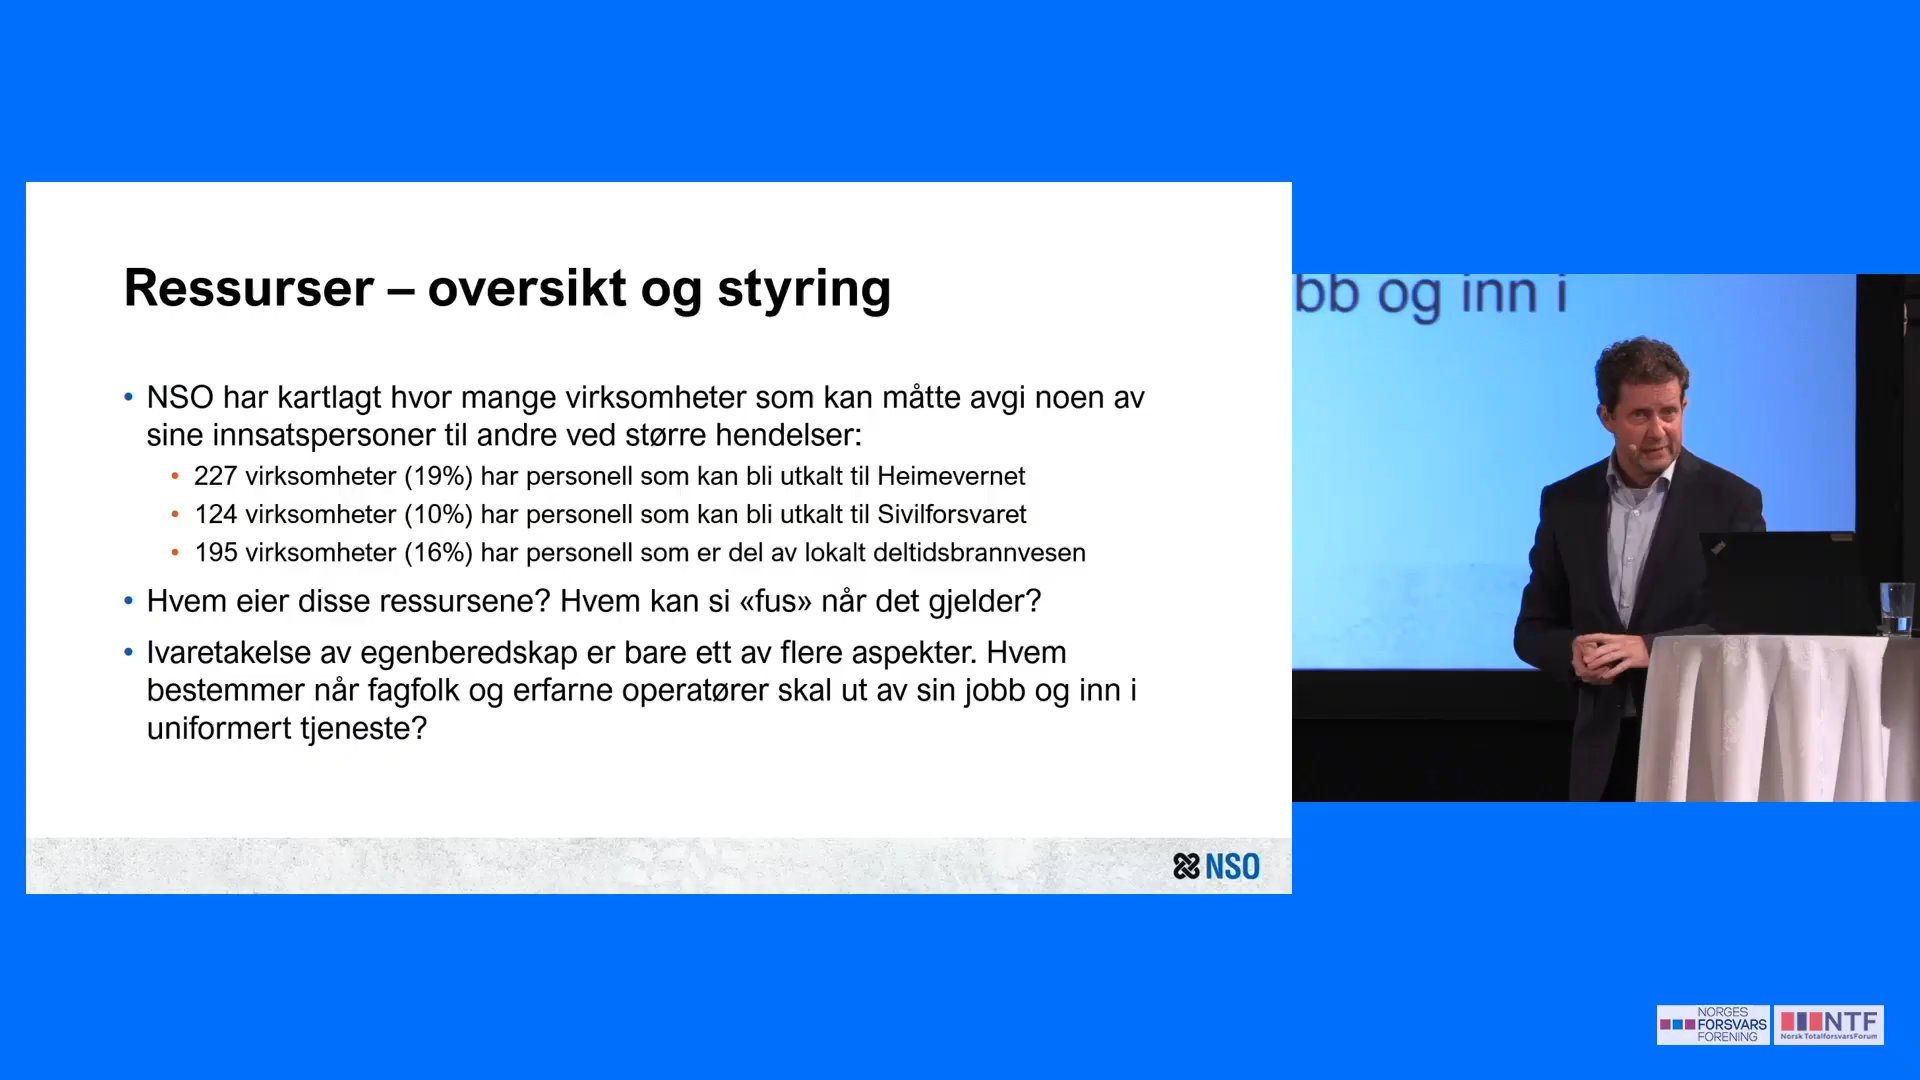 Ressurser – oversikt og styring
• NSO har kartlagt hvor mange virksomheter som kan måtte avgi noen av
sine innsatspersoner til andre ved større hendelser:
• 227 virksomheter (19%) har personell som kan bli utkalt til Heimevernet
• 124 virksomheter (10%) har personell som kan bli utkalt til Sivilforsvaret
• 195 virksomheter (16%) har personell som er del av lokalt deltidsbrannvesen
• Hvem eier disse ressursene? Hvem kan si «fus» når det gjelder?
• Ivaretakelse av egenberedskap er bare ett av flere aspekter. Hvem
bestemmer når fagfolk og erfarne operatører skal ut av sin jobb og inn i
uniformert tjeneste?
NSO
bb og inn i
NORGES
FORSVARS
FORENING
NTF
Norsk TotalforsvarsForum